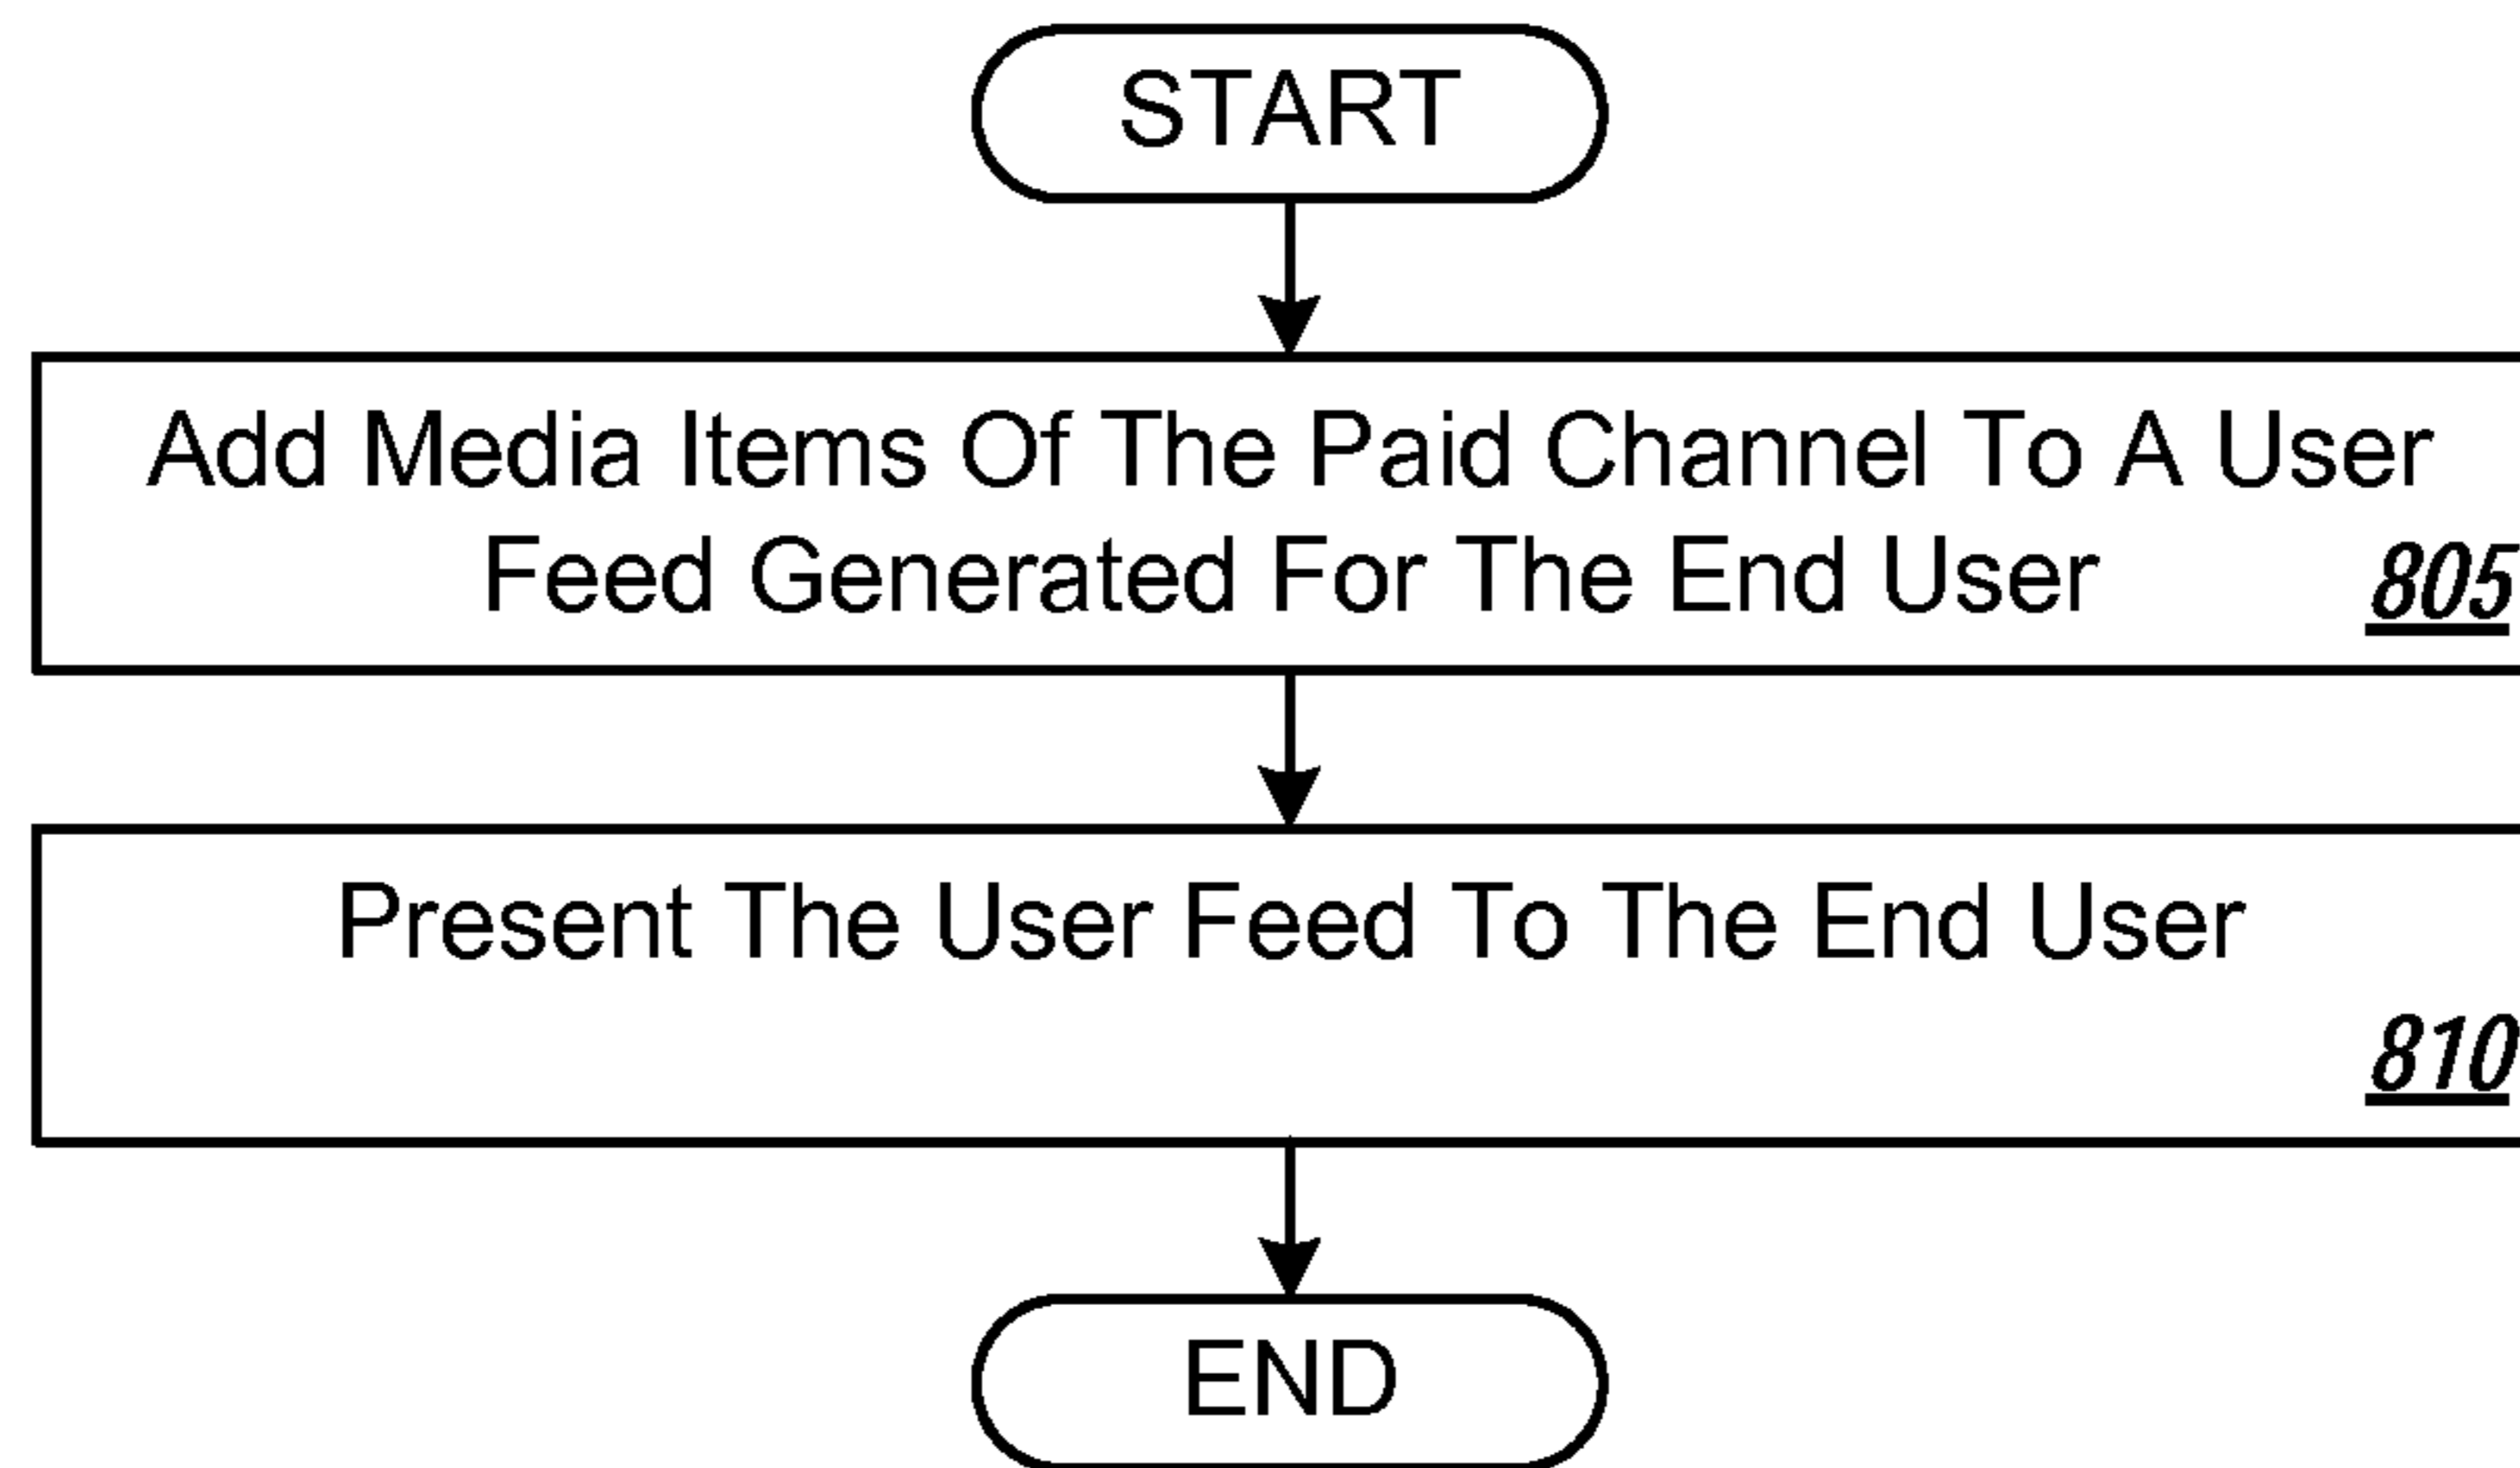 START
Add Media Items Of The Paid Channel To A User
Feed Generated For The End User 805
Present The User Feed To The End User
810
END